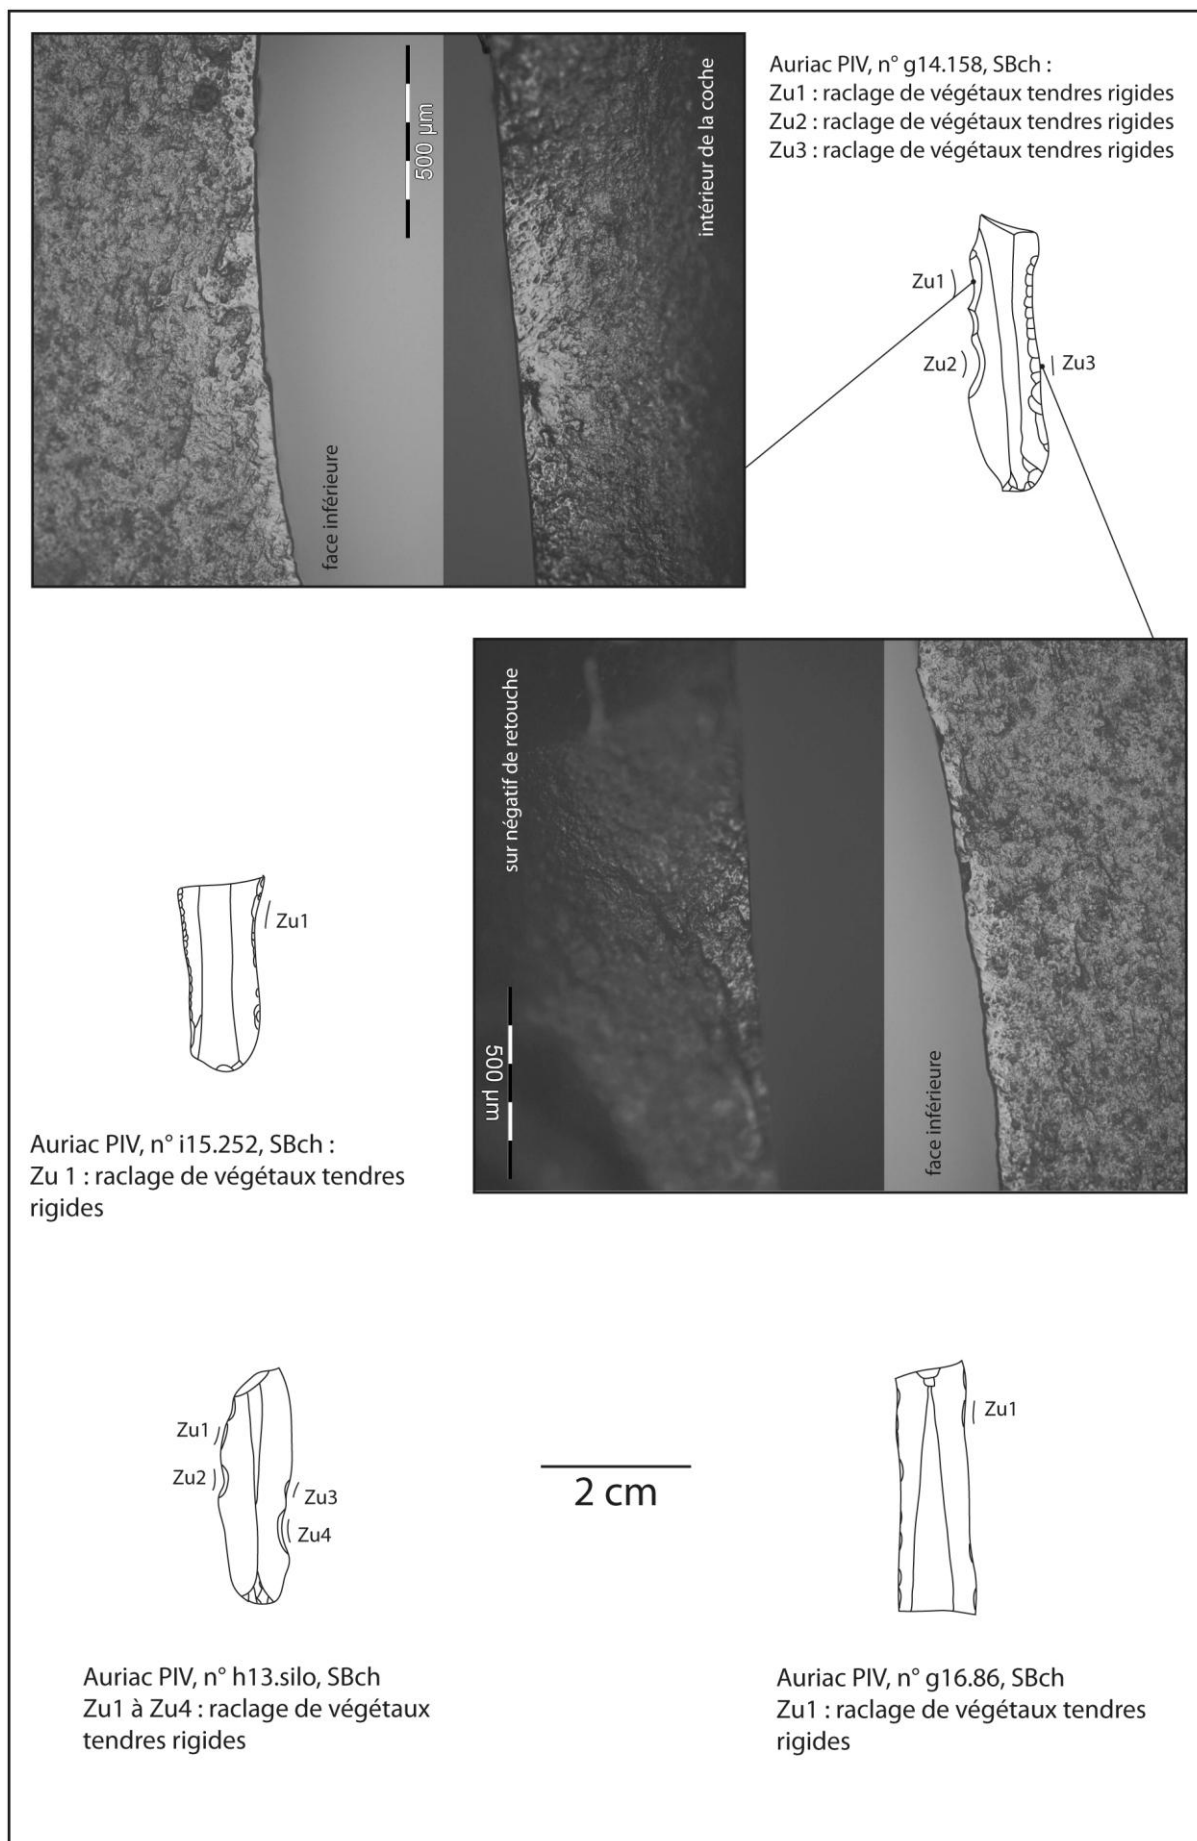 Auriac PIV, n° g14.158, SBch :
Zu1 : raclage de végétaux tendres rigides
Zu2 : raclage de végétaux tendres rigides
Zu3 : raclage de végétaux tendres rigides
500 µm
face inférieure
intérieur de la coche
Zu1
Zu2
Zu3
sur négatif de retouche
500 µm
face inférieure
Zu1
Auriac PIV, n° i15.252, SBch :
Zu 1 : raclage de végétaux tendres
rigides
Zu1
Zu2
Zu3
Zu4
2 cm
Zu1
Auriac PIV, n° h13.silo, SBch
Zu1 à Zu4 : raclage de végétaux
tendres rigides
Auriac PIV, n° g16.86, SBch
Zu1 : raclage de végétaux tendres
rigides